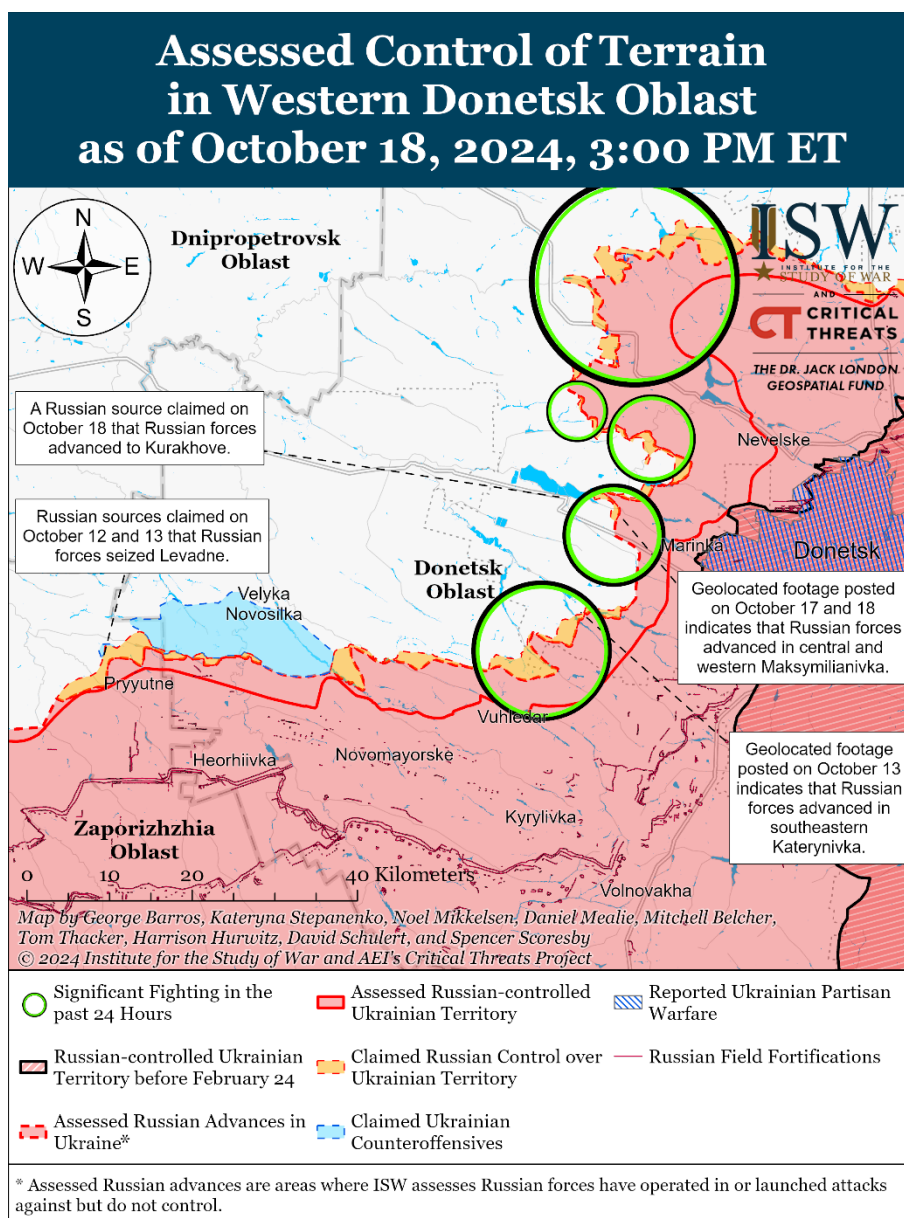 Assessed Control of Terrain
in Western Donetsk Oblast
as of October 18, 2024, 3:00 PM ET
N
W
E
S
Dnipropetrovsk
Oblast
ISW
INSTITUTE FOR THE
STUDY OF WAR
AND
CT CRITICAL
THREATS
THE DR. JACK LONDON
GEOSPATIAL FUND
A Russian source claimed on
October 18 that Russian forces
advanced to Kurakhove.
Nevelske
Russian sources claimed on
October 12 and 13 that Russian
forces seized Levadne.
Marinka
Donetsk
Donetsk
Oblast
Velyka
Novosilka
Geolocated footage posted
on October 17 and 18
indicates that Russian forces
advanced in central and
western Maksymilianivka.
Pryyutne
Vuhledar
Heorhiivka
Novomayorske
Geolocated footage
posted on October 13
indicates that Russian
forces advanced in
southeastern
Katerynivka.
Kyrylivka
Zaporizhzhia
Oblast
0 10 20 40 Kilometers
Volnovakha
Map by George Barros, Kateryna Stepanenko, Noel Mikkelsen, Daniel Mealie, Mitchell Belcher,
Tom Thacker, Harrison Hurwitz, David Schulert, and Spencer Scoresby
© 2024 Institute for the Study of War and AEI's Critical Threats Project
Significant Fighting in the
past 24 Hours
Assessed Russian-controlled
Ukrainian Territory
Reported Ukrainian Partisan
Warfare
Russian-controlled Ukrainian
Territory before February 24
Claimed Russian Control over
Ukrainian Territory
Russian Field Fortifications
Assessed Russian Advances in
Ukraine*
Claimed Ukrainian
Counteroffensives
* Assessed Russian advances are areas where ISW assesses Russian forces have operated in or launched attacks
against but do not control.